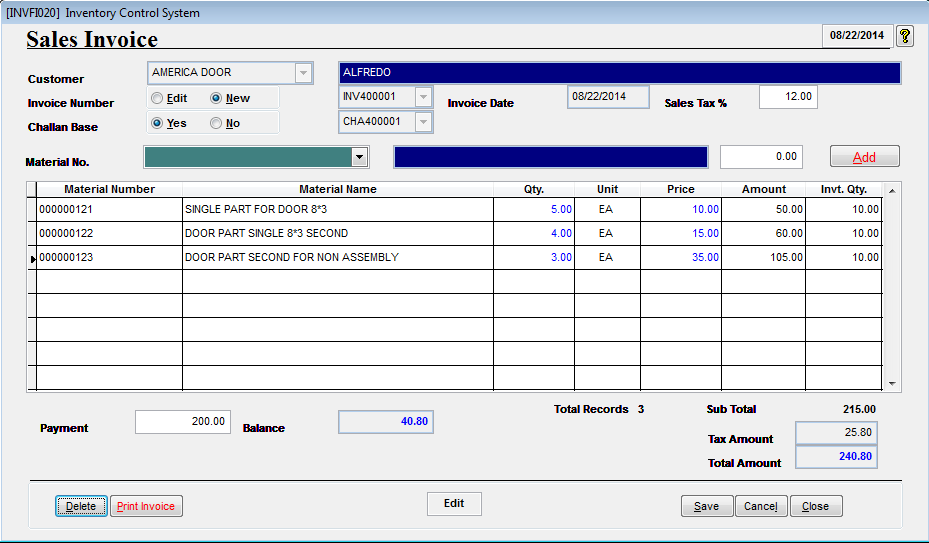 [INVFI020] Inventory Control System
Sales Invoice 08/22/2014 ?
Customer AMERICA DOOR ALFREDO
Invoice Number Edit New INV400001 Invoice Date 08/22/2014 Sales Tax % 12.00
Challan Base Yes No CHA400001
Material No. 0.00 Add
Material Number Material Name Qty. Unit Price Amount Invt. Qty.
000000121 SINGLE PART FOR DOOR 8*3 5.00 EA 10.00 50.00 10.00
000000122 DOOR PART SINGLE 8*3 SECOND 4.00 EA 15.00 60.00 10.00
000000123 DOOR PART SECOND FOR NON ASSEMBLY 3.00 EA 35.00 105.00 10.00
Total Records 3 Sub Total 215.00
Payment 200.00 Balance 40.80 Tax Amount 25.80
Total Amount 240.80
Delete Print Invoice Edit Save Cancel Close